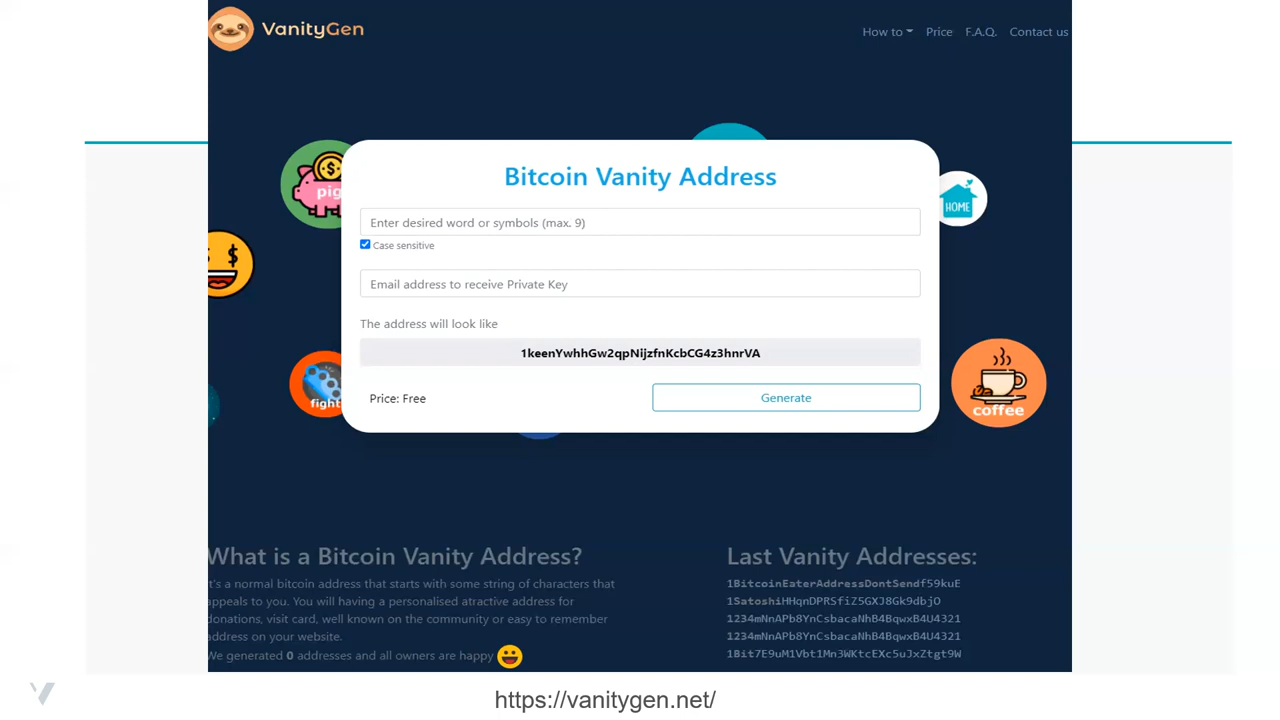 VanityGen
How to Price F.A.Q. Contact us
Bitcoin Vanity Address
pig
HOME
Enter desired word or symbols (max. 9)
Case sensitive
Email address to receive Private Key
The address will look like
1keenYwhhGw2qpNijzfnKcbCG4z3hnrVA
Price: Free
Generate
fight
coffee
What is a Bitcoin Vanity Address?
It's a normal bitcoin address that starts with some string of characters that
appeals to you. You will having a personalised atractive address for
donations, visit card, well known on the community or easy to remember
address on your website.
We generated 0 addresses and all owners are happy
Last Vanity Addresses:
1BitcoinEaterAddressDontSendf59kuE
1SatoshiHHqnDPRSfiZ5GXJ8Gk9dbjO
1234mNnAPb8YnCsbacaNhB4BqwxB4U4321
1234mNnAPb8YnCsbacaNhB4BqwxB4U4321
1Bit7E9uM1Vbt1Mn3WKtcEXc5uJxZtgt9W
https://vanitygen.net/